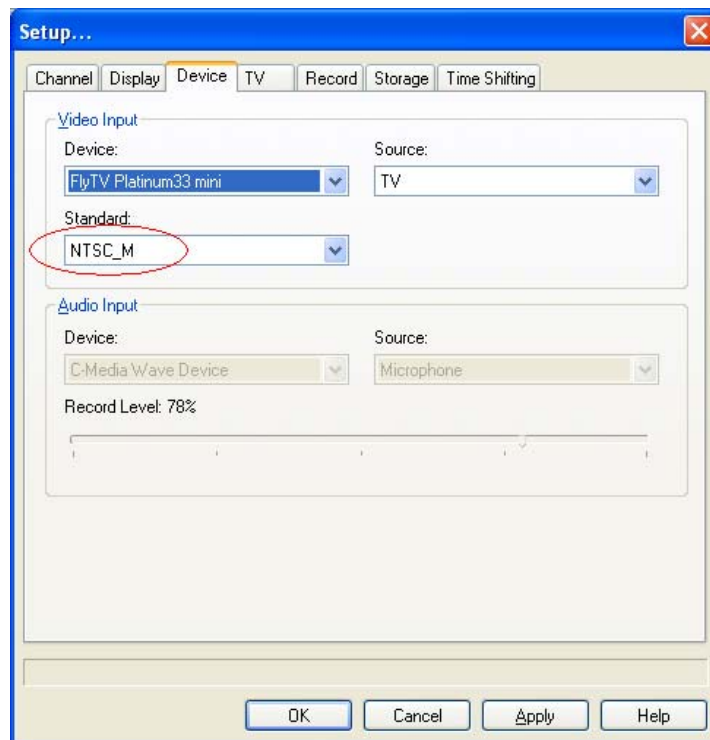 Setup...
Channel Display Device TV Record Storage Time Shifting
Video Input
Device: Source:
FlyTV Platinum33 mini TV
Standard:
NTSC_M
Audio Input
Device: Source:
C-Media Wave Device Microphone
Record Level: 78%
OK Cancel Apply Help